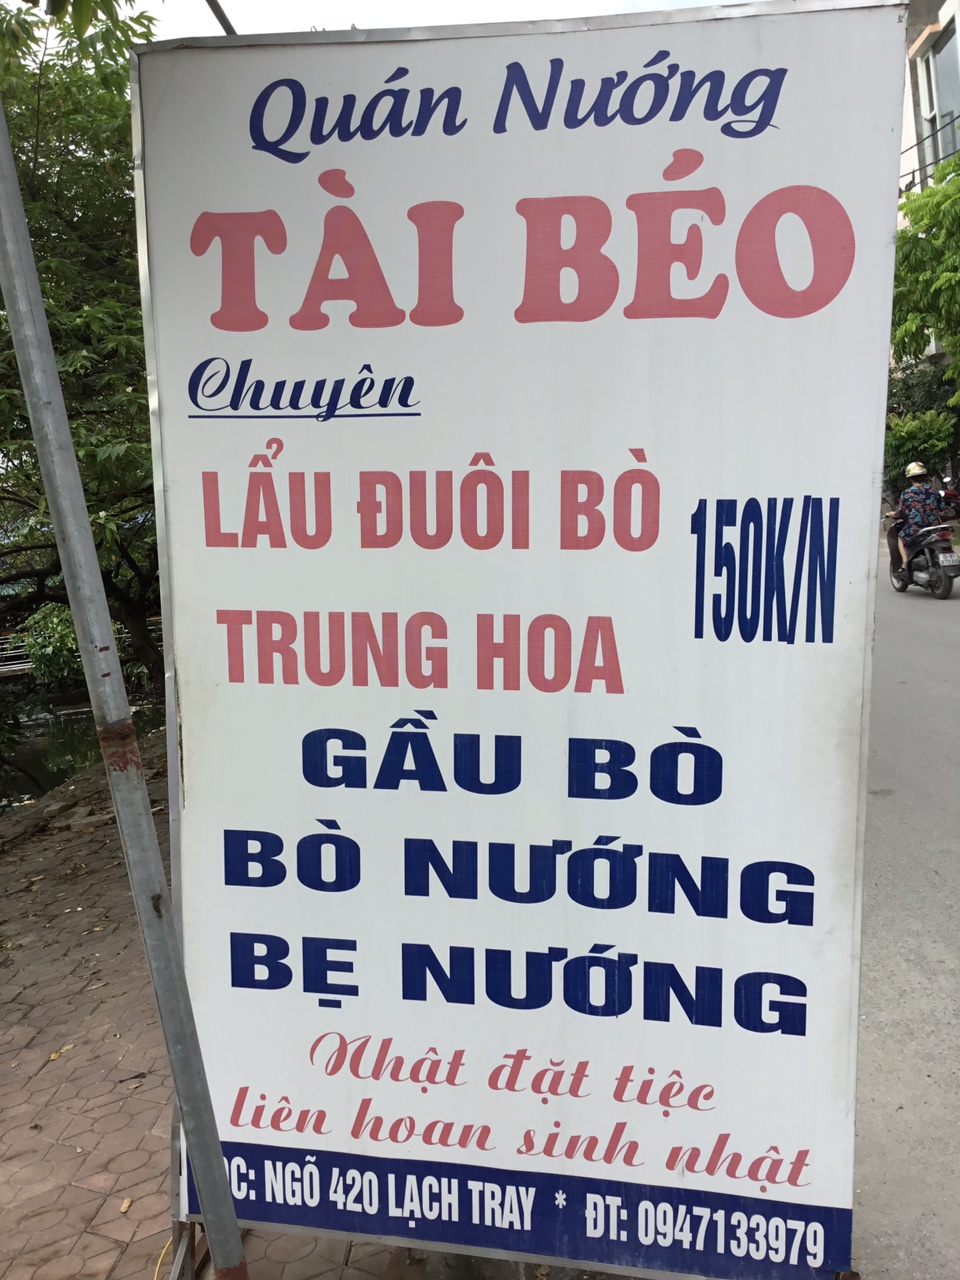 Quán Nướng
TÀI BÉO
Chuyên
LẨU ĐUÔI BÒ
150K/N
TRUNG HOA
GẦU BÒ
BÒ NƯỚNG
BẸ NƯỚNG
Nhật đặt tiệc
liên hoan sinh nhật
ĐC: NGÕ 420 LẠCH TRAY * ĐT: 0947133979